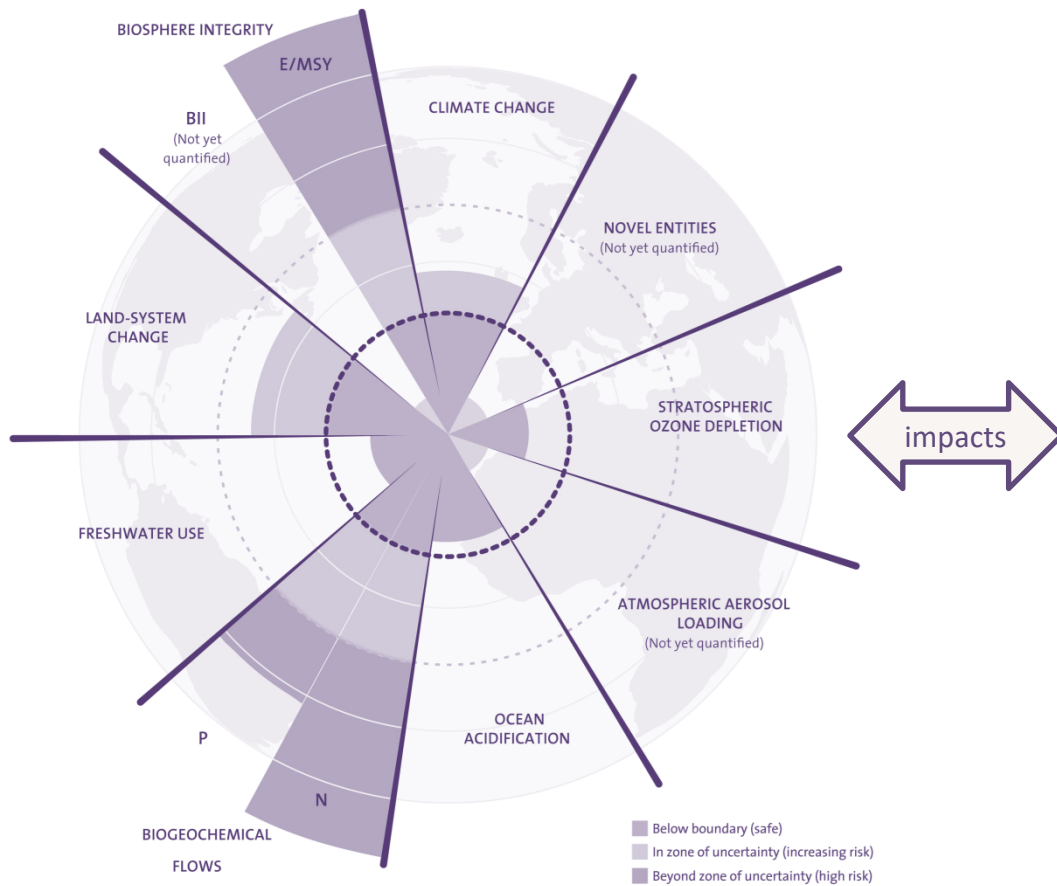 BIOSPHERE INTEGRITY
E/MSY
BII
(Not yet
quantified)
CLIMATE CHANGE
NOVEL ENTITIES
(Not yet quantified)
LAND-SYSTEM
CHANGE
STRATOSPHERIC
OZONE DEPLETION
impacts
FRESHWATER USE
ATMOSPHERIC AEROSOL
LOADING
(Not yet quantified)
OCEAN
ACIDIFICATION
P
N
BIOGEOCHEMICAL
FLOWS
Below boundary (safe)
In zone of uncertainty (increasing risk)
Beyond zone of uncertainty (high risk)